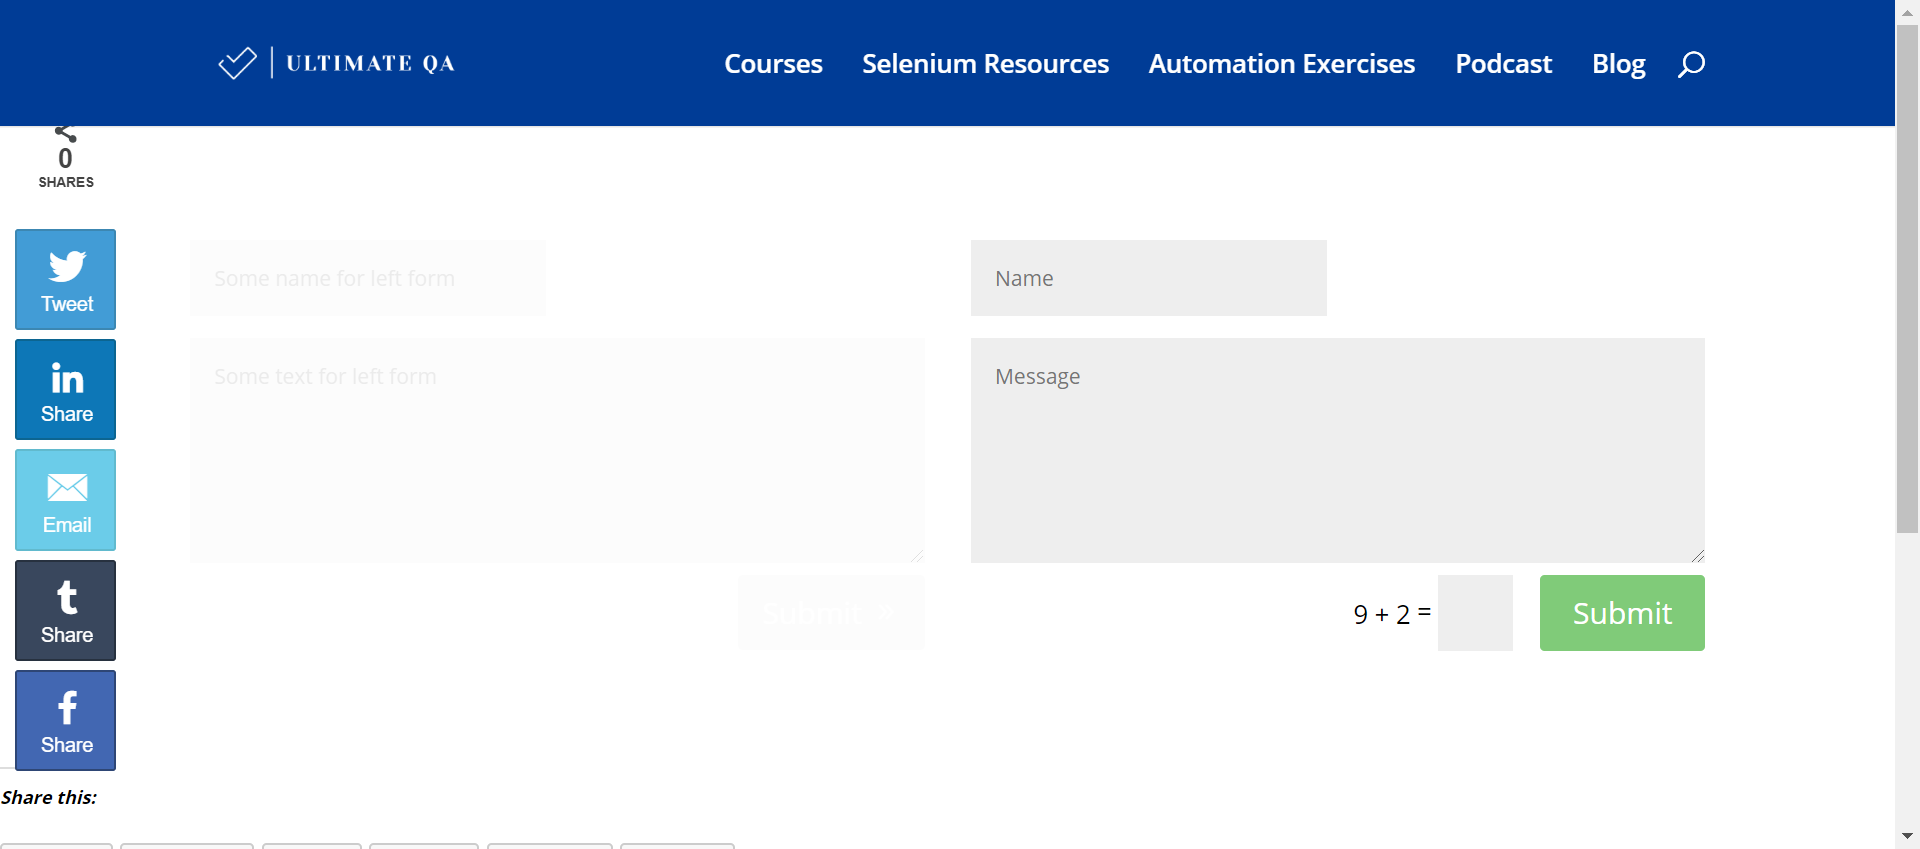 ULTIMATE QA
Courses Selenium Resources Automation Exercises Podcast Blog
0
SHARES
Tweet
Share
Email
Share
Share
Some name for left form
Some text for left form
Submit
Name
Message
9 + 2 =
Submit
Share this: